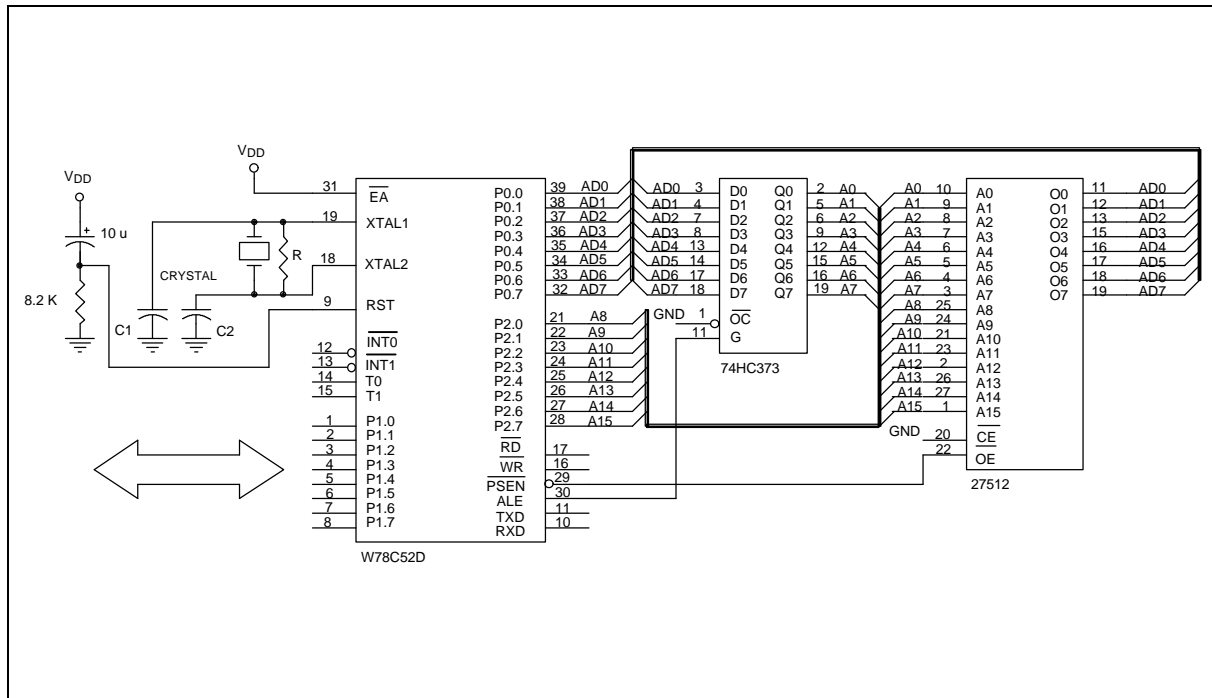 VDD
VDD
10 u
8.2 K
C1
CRYSTAL
C2
R
31
19
18
9
12
13
14
15
1
2
3
4
5
6
7
8
EA
XTAL1
XTAL2
RST
INT0
INT1
T0
T1
P1.0
P1.1
P1.2
P1.3
P1.4
P1.5
P1.6
P1.7
P0.0 39 AD0
P0.1 38 AD1
P0.2 37 AD2
P0.3 36 AD3
P0.4 35 AD4
P0.5 34 AD5
P0.6 33 AD6
P0.7 32 AD7
P2.0 21 A8
P2.1 22 A9
P2.2 23 A10
P2.3 24 A11
P2.4 25 A12
P2.5 26 A13
P2.6 27 A14
P2.7 28 A15
RD 17
WR 16
PSEN 29
ALE 30
TXD 11
RXD 10
W78C52D
AD0 3 D0 Q0 2 A0
AD1 4 D1 Q1 5 A1
AD2 7 D2 Q2 6 A2
AD3 8 D3 Q3 9 A3
AD4 13 D4 Q4 12 A4
AD5 14 D5 Q5 15 A5
AD6 17 D6 Q6 16 A6
AD7 18 D7 Q7 19 A7
GND 1 OC
11 G
74HC373
A0 10 A0 O0 11 AD0
A1 9 A1 O1 12 AD1
A2 8 A2 O2 13 AD2
A3 7 A3 O3 15 AD3
A4 6 A4 O4 16 AD4
A5 5 A5 O5 17 AD5
A6 4 A6 O6 18 AD6
A7 3 A7 O7 19 AD7
A8 25 A8
A9 24 A9
A10 21 A10
A11 23 A11
A12 2 A12
A13 26 A13
A14 27 A14
A15 1 A15
GND 20 CE
22 OE
27512